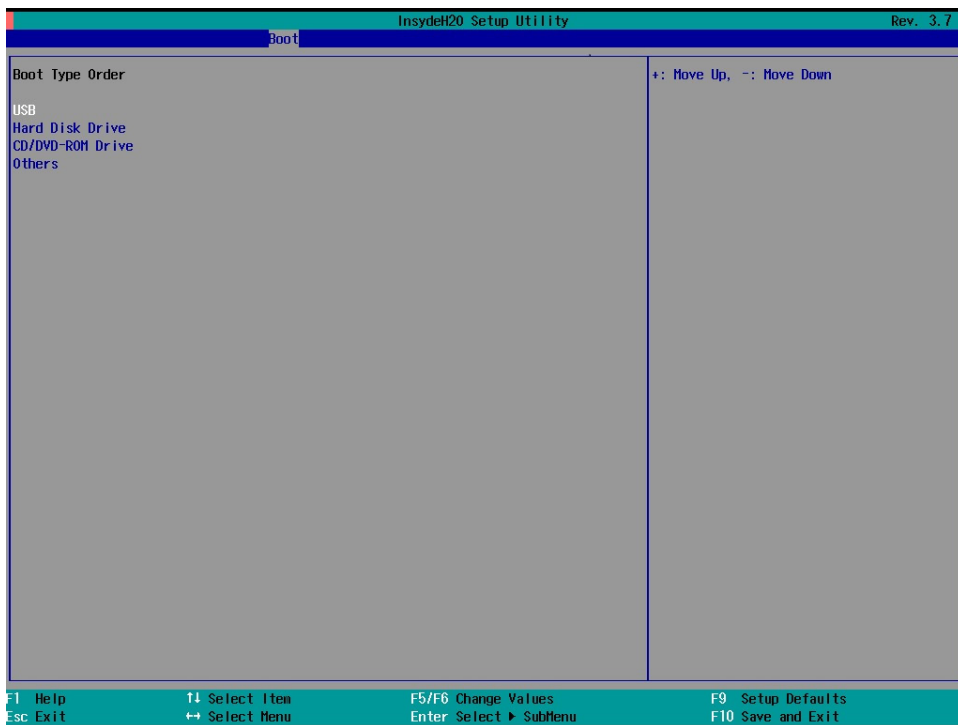 InsydeH20 Setup Utility Rev. 3.7
Boot
Boot Type Order
+: Move Up, -: Move Down
USB
Hard Disk Drive
CD/DVD-ROM Drive
Others
F1 Help ↑↓ Select Item F5/F6 Change Values F9 Setup Defaults
Esc Exit ↔ Select Menu Enter Select ▶ SubMenu F10 Save and Exit